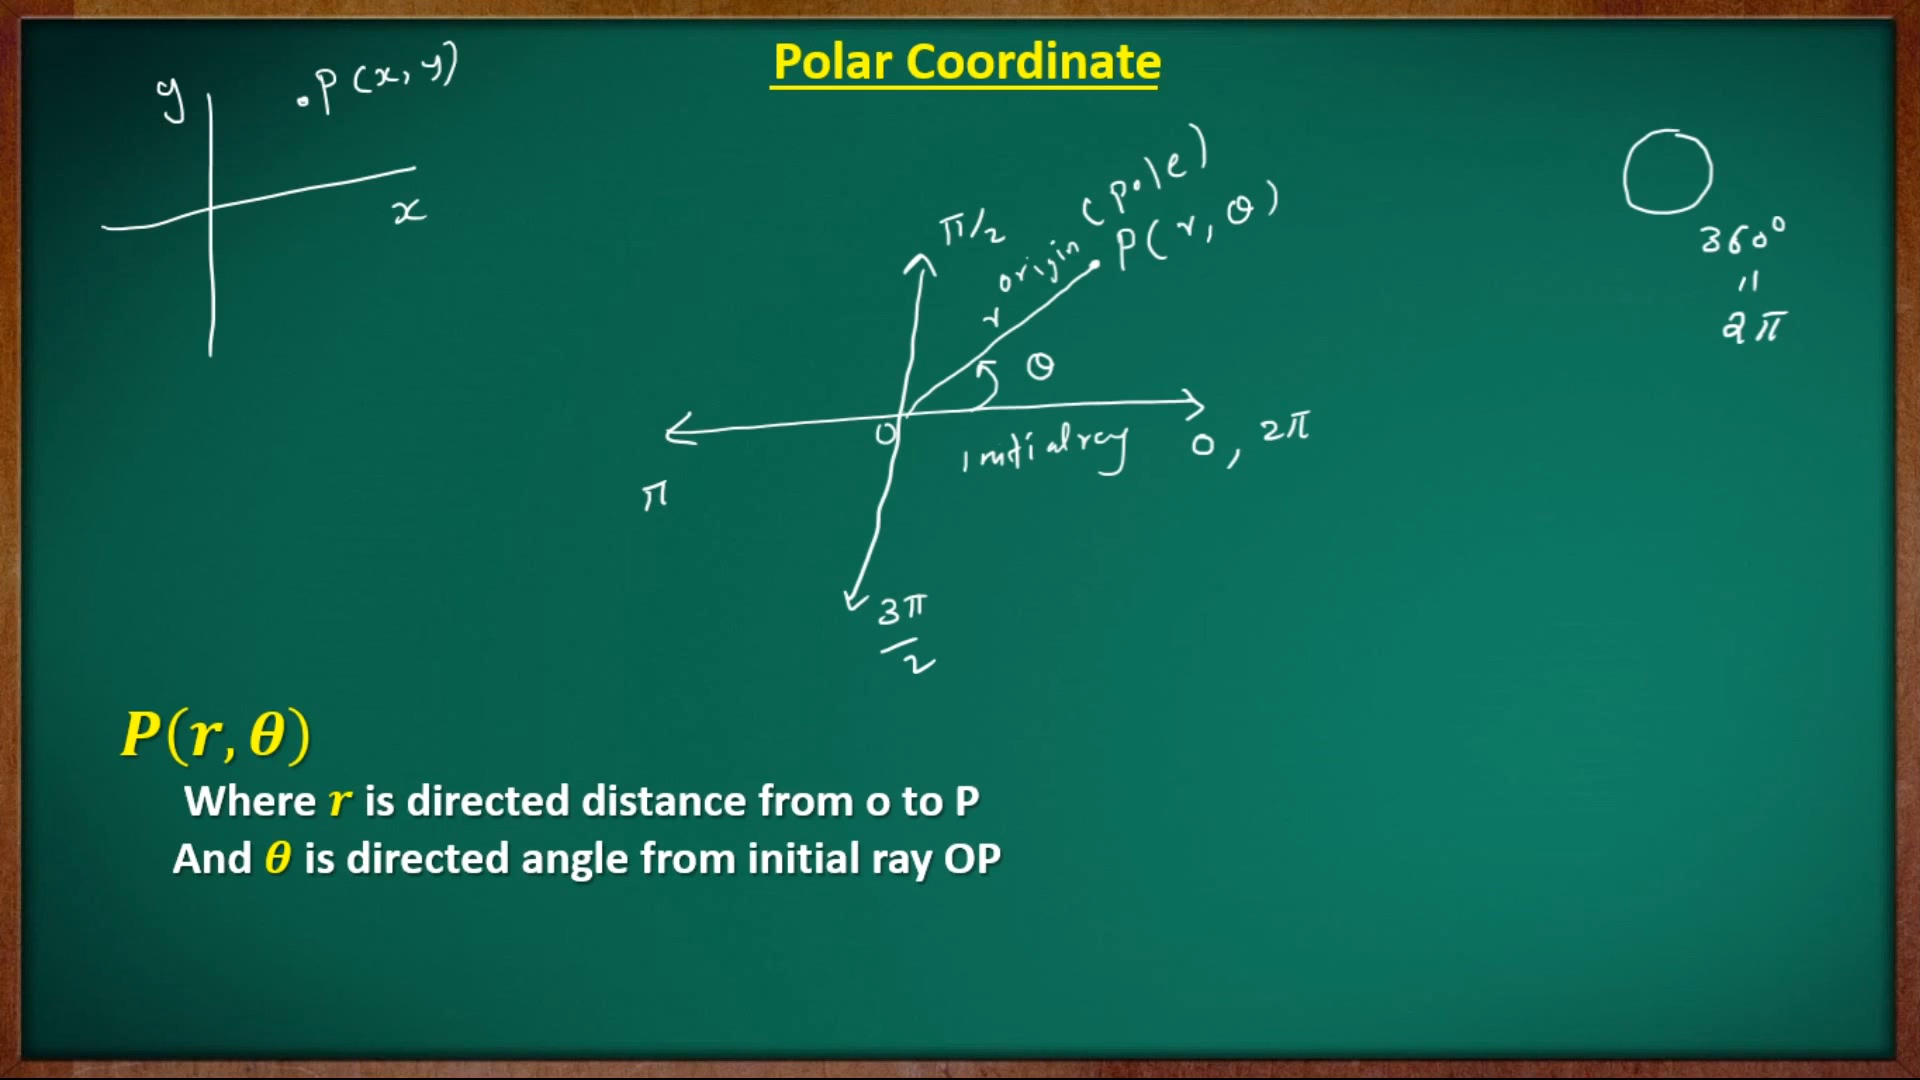 Polar Coordinate
y
.P(x, y)
x
π/2
origin (pole)
P(r, θ)
r
θ
O
initial ray
0, 2π
π
3π
2
360°
||
2π
P(r, θ)
Where r is directed distance from o to P
And θ is directed angle from initial ray OP